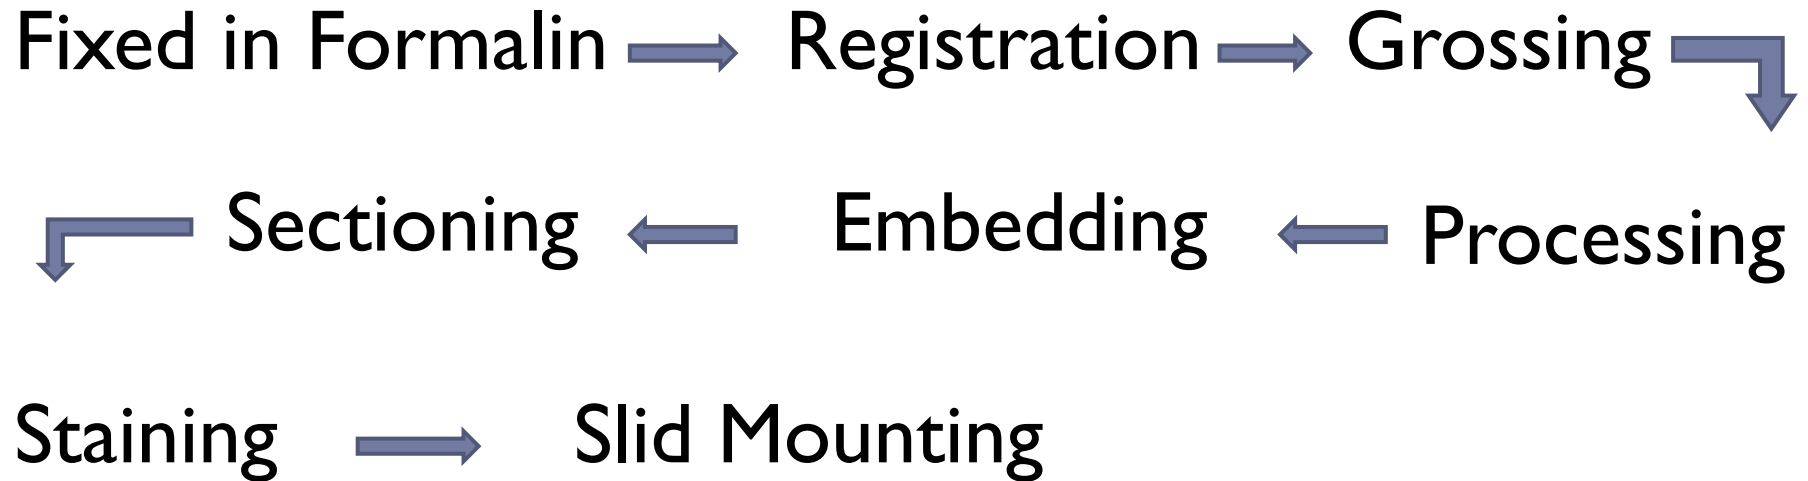 Fixed in Formalin Registration Grossing
Sectioning Embedding Processing
Staining Slid Mounting